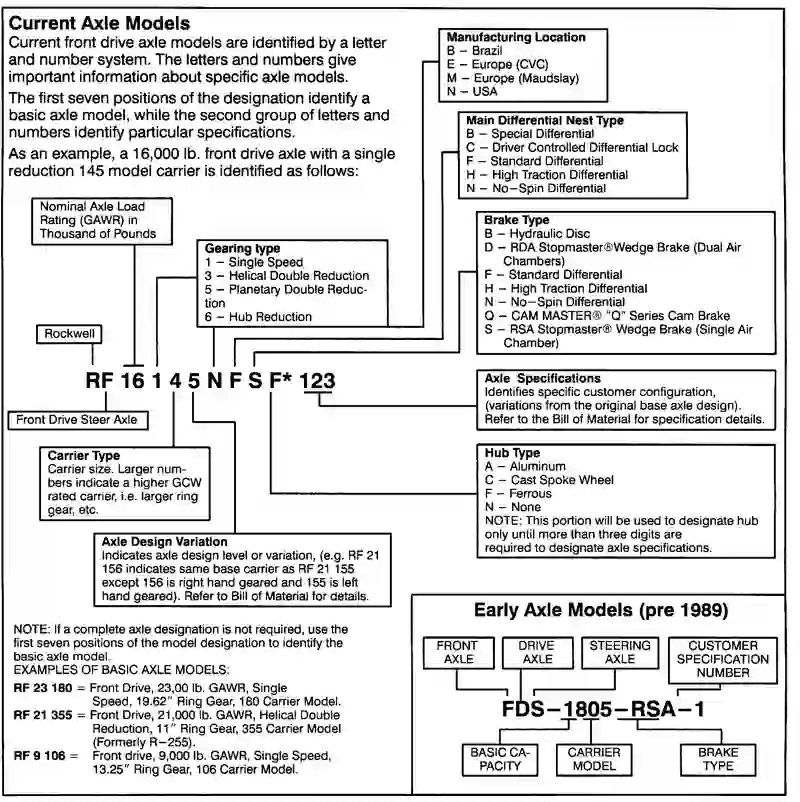 Current Axle Models
Current front drive axle models are identified by a letter
and number system. The letters and numbers give
important information about specific axle models.
The first seven positions of the designation identify a
basic axle model, while the second group of letters and
numbers identify particular specifications.
As an example, a 16,000 lb. front drive axle with a single
reduction 145 model carrier is identified as follows:
Manufacturing Location
B – Brazil
E – Europe (CVC)
M – Europe (Maudslay)
N – USA
Main Differential Nest Type
B – Special Differential
C – Driver Controlled Differential Lock
F – Standard Differential
H – High Traction Differential
N – No–Spin Differential
Nominal Axle Load
Rating (GAWR) in
Thousand of Pounds
Gearing type
1 – Single Speed
3 – Helical Double Reduction
5 – Planetary Double Reduc-
tion
6 – Hub Reduction
Brake Type
B – Hydraulic Disc
D – RDA Stopmaster®Wedge Brake (Dual Air
Chambers)
F – Standard Differential
H – High Traction Differential
N – No–Spin Differential
Q – CAM MASTER® "Q" Series Cam Brake
S – RSA Stopmaster® Wedge Brake (Single Air
Chamber)
Rockwell
RF 16 1 4 5 N F S F* 123
Front Drive Steer Axle
Axle Specifications
Identifies specific customer configuration,
(variations from the original base axle design).
Refer to the Bill of Material for specification details.
Carrier Type
Carrier size. Larger num-
bers indicate a higher GCW
rated carrier, i.e. larger ring
gear, etc.
Hub Type
A – Aluminum
C – Cast Spoke Wheel
F – Ferrous
N – None
NOTE: This portion will be used to designate hub
only until more than three digits are
required to designate axle specifications.
Axle Design Variation
Indicates axle design level or variation, (e.g. RF 21
156 indicates same base carrier as RF 21 155
except 156 is right hand geared and 155 is left
hand geared). Refer to Bill of Material for details.
NOTE: If a complete axle designation is not required, use the
first seven positions of the model designation to identify the
basic axle model.
EXAMPLES OF BASIC AXLE MODELS:
RF 23 180 = Front Drive, 23,00 lb. GAWR, Single
Speed, 19.62" Ring Gear, 160 Carrier Model.
RF 21 355 = Front Drive, 21,000 lb. GAWR, Helical Double
Reduction, 11" Ring Gear, 355 Carrier Model
(Formerly R–255).
RF 9 106 = Front drive, 9,000 lb. GAWR, Single Speed,
13.25" Ring Gear, 106 Carrier Model.
Early Axle Models (pre 1989)
FRONT
AXLE
DRIVE
AXLE
STEERING
AXLE
CUSTOMER
SPECIFICATION
NUMBER
FDS–1805–RSA–1
BASIC CA-
PACITY
CARRIER
MODEL
BRAKE
TYPE